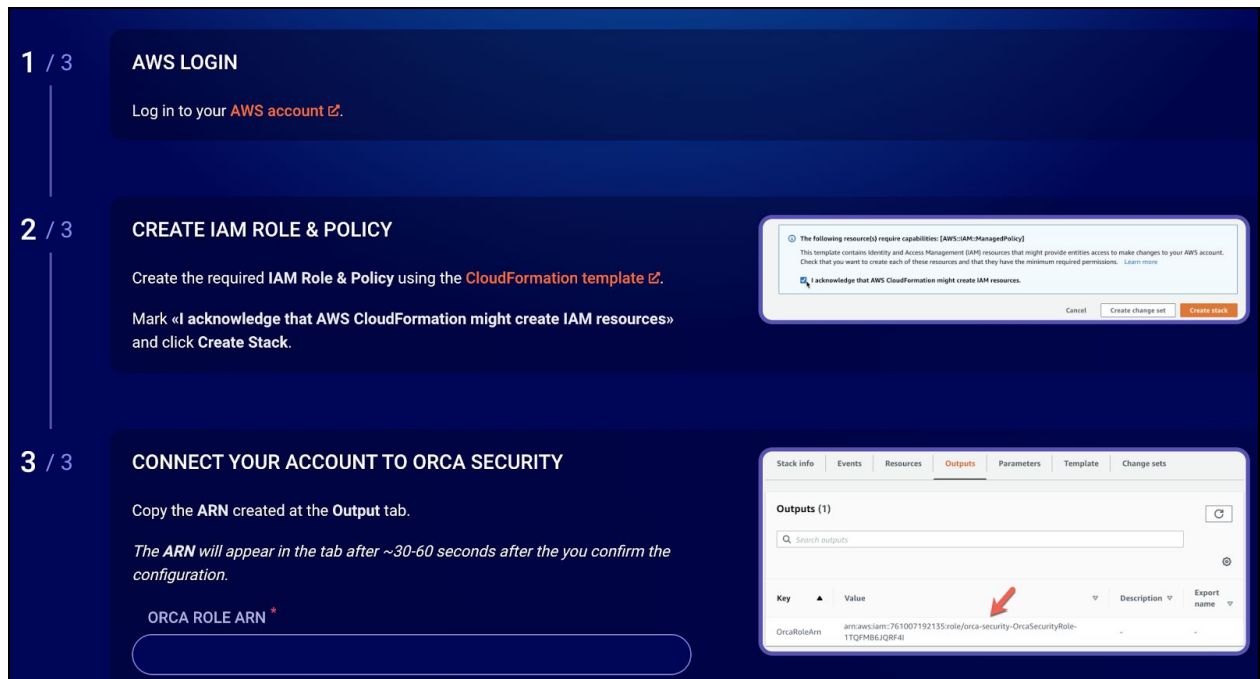 1 / 3
AWS LOGIN
Log in to your AWS account.
2 / 3
CREATE IAM ROLE & POLICY
Create the required IAM Role & Policy using the CloudFormation template.
Mark «I acknowledge that AWS CloudFormation might create IAM resources»
and click Create Stack.
The following resource(s) require capabilities: [AWS::IAM::ManagedPolicy]
This template contains Identity and Access Management (IAM) resources that might provide entities access to make changes to your AWS account.
Check that you want to create each of these resources and that they have the minimum required permissions. Learn more
I acknowledge that AWS CloudFormation might create IAM resources.
Cancel Create change set Create stack
3 / 3
CONNECT YOUR ACCOUNT TO ORCA SECURITY
Copy the ARN created at the Output tab.
The ARN will appear in the tab after ~30-60 seconds after the you confirm the
configuration.
ORCA ROLE ARN *
Stack info Events Resources Outputs Parameters Template Change sets
Outputs (1)
Search outputs
Key Value Description Export
name
OrcaRoleArn arn:aws:iam::761007192135:role/orca-security-OrcaSecurityRole-
1TQFMB6JQRF4I - -